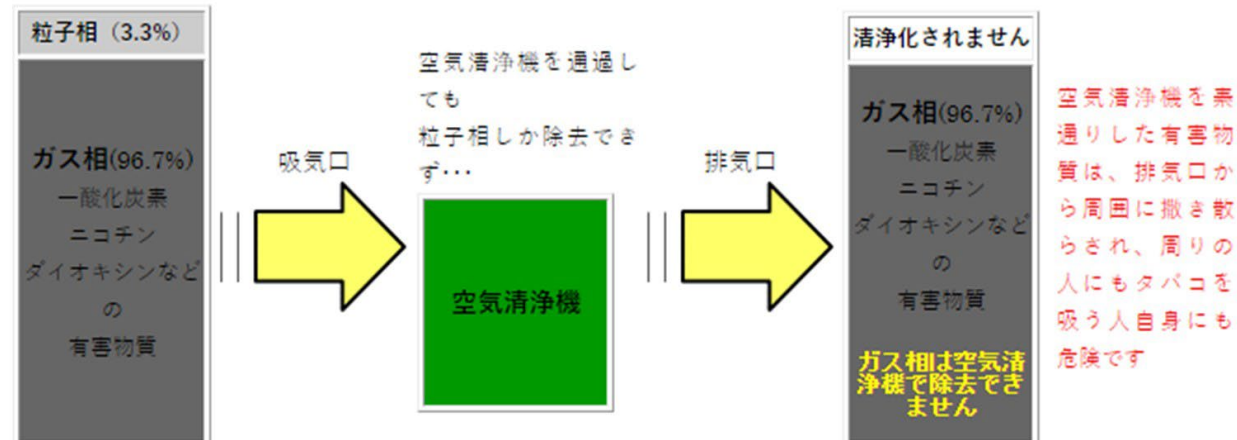 粒子相（3.3%）
ガス相(96.7%)
一酸化炭素
ニコチン
ダイオキシンなど
の
有害物質
吸気口
空気清浄機を通過し
ても
粒子相しか除去でき
ず･･･
空気清浄機
排気口
清浄化されません
ガス相(96.7%)
一酸化炭素
ニコチン
ダイオキシンなど
の
有害物質
ガス相は空気清
浄機で除去でき
ません
空気清浄機を素
通りした有害物
質は、排気口か
ら周囲に撒き散
らされ、周りの
人にもタバコを
吸う人自身にも
危険です